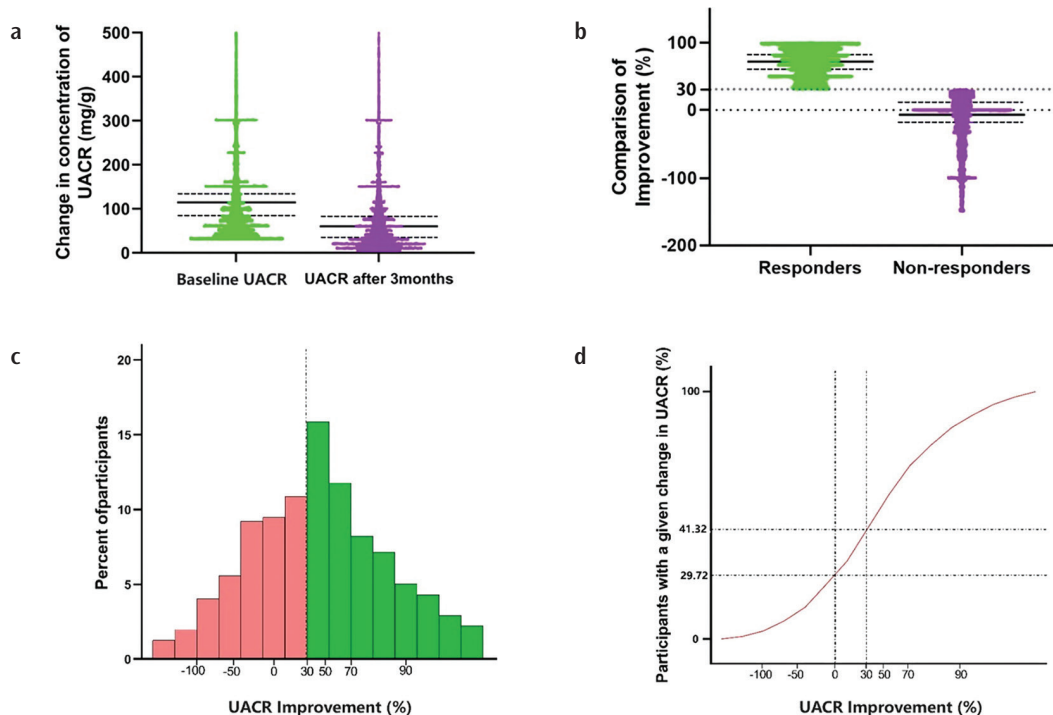 a
Change in concentration of
UACR (mg/g)
500
400
300
200
100
0
Baseline UACR
UACR after 3months
b
Comparison of
Improvement (%)
100
30
0
-100
-200
Responders
Non-responders
c
Percent ofparticipants
20
15
10
5
0
-100
-50
0
30
50
70
90
UACR Improvement (%)
d
Participants with a given change in UACR (%)
100
41.32
29.72
0
-100
-50
0
30
50
70
90
UACR Improvement (%)